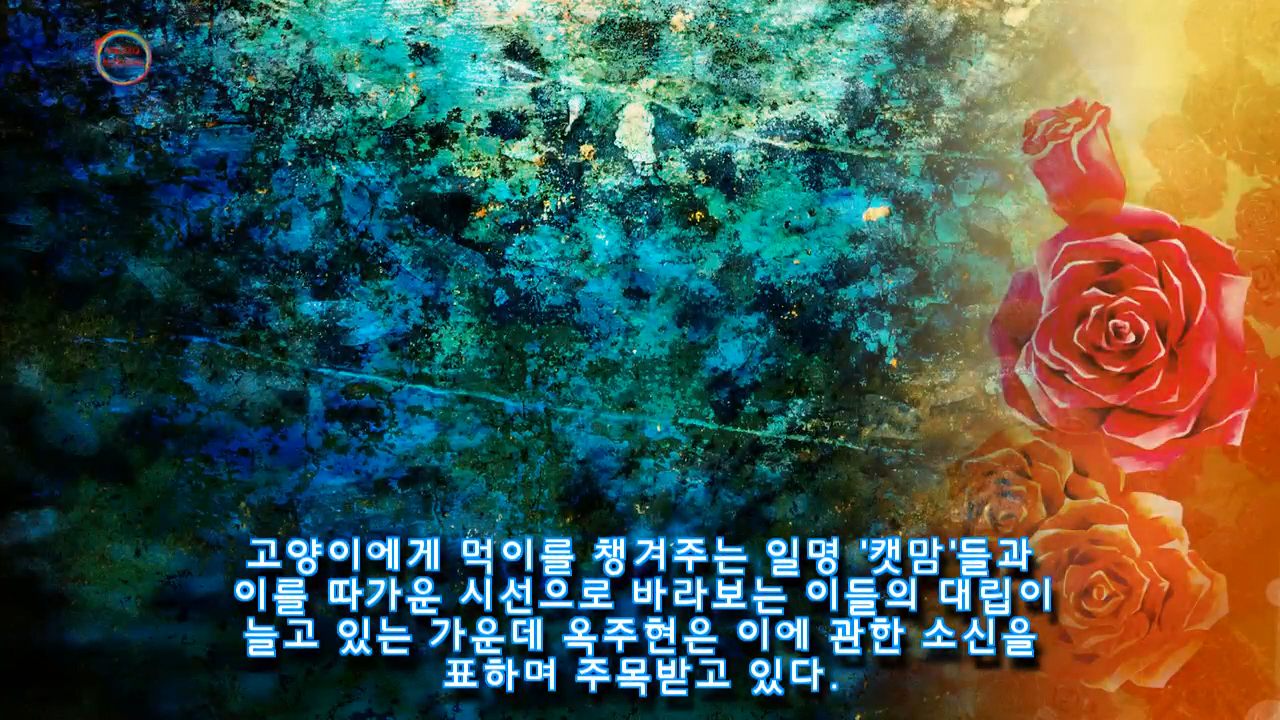 고양이에게 먹이를 챙겨주는 일명 '캣맘'들과
이를 따가운 시선으로 바라보는 이들의 대립이
늘고 있는 가운데 옥주현은 이에 관한 소신을
표하며 주목받고 있다.